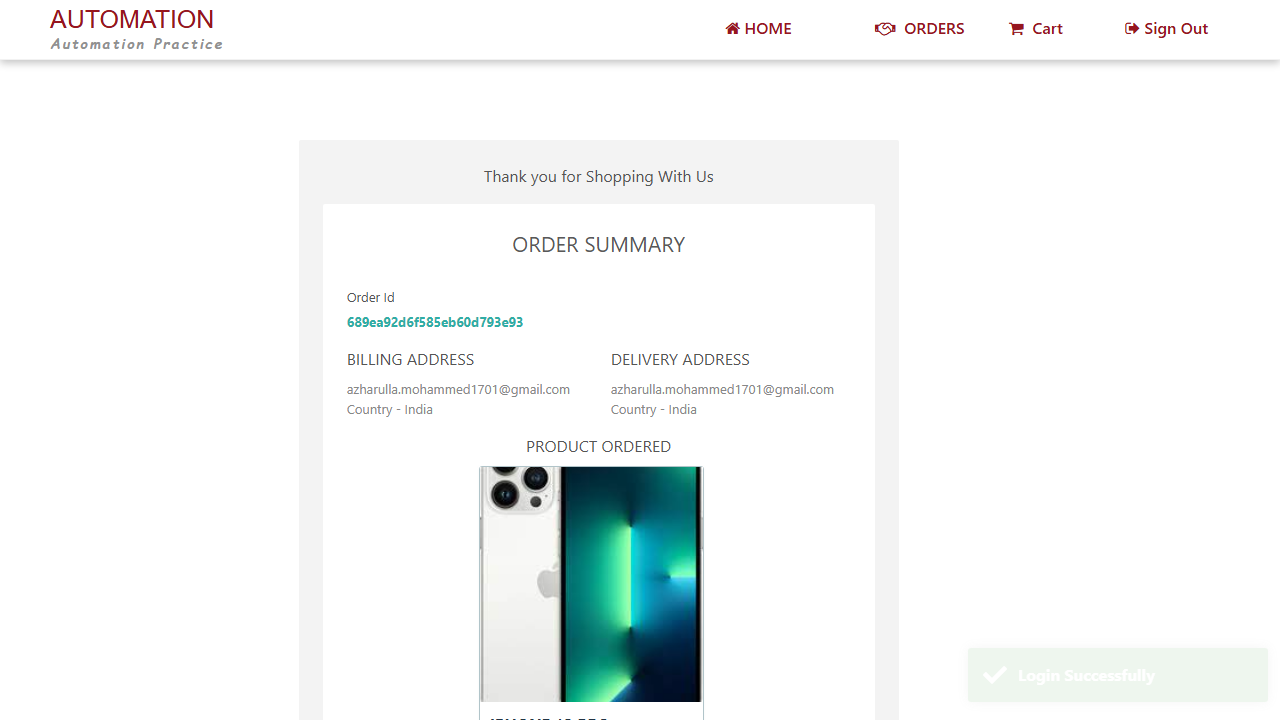 AUTOMATION
Automation Practice
HOME
ORDERS
Cart
Sign Out
Thank you for Shopping With Us
ORDER SUMMARY
Order Id
689ea92d6f585eb60d793e93
BILLING ADDRESS
azharulla.mohammed1701@gmail.com
Country - India
DELIVERY ADDRESS
azharulla.mohammed1701@gmail.com
Country - India
PRODUCT ORDERED
Login Successfully